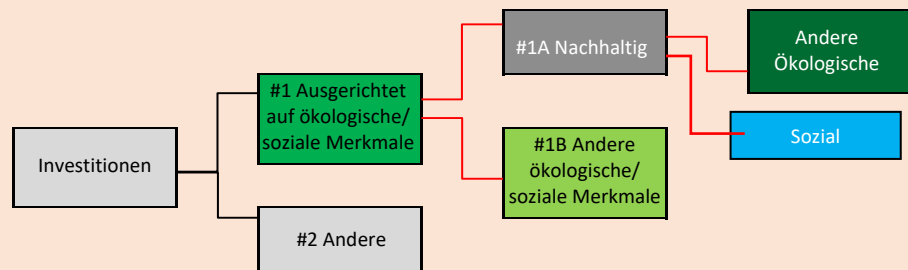 Investitionen
#1 Ausgerichtet
auf ökologische/
soziale Merkmale
#2 Andere
#1A Nachhaltig
#1B Andere
ökologische/
soziale Merkmale
Andere
Ökologische
Sozial